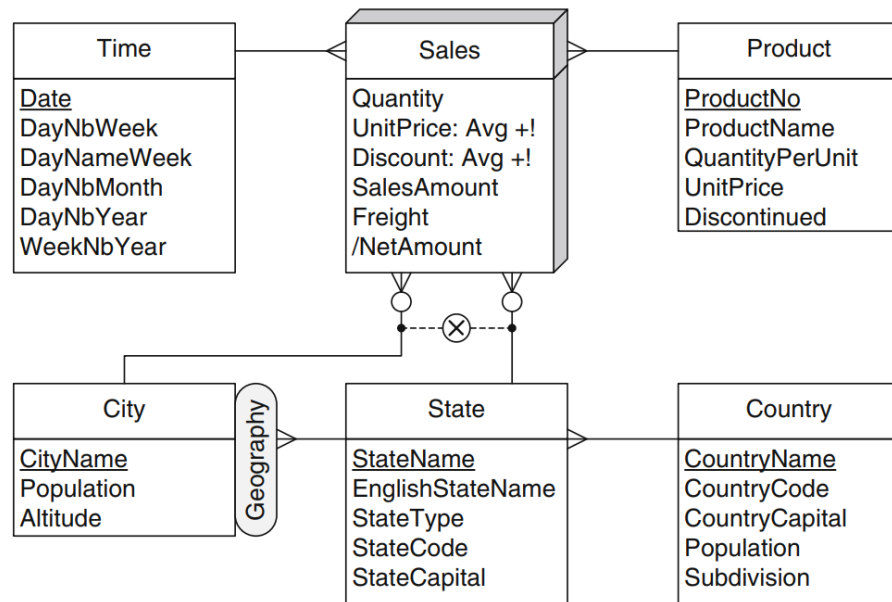 Time
Date
DayNbWeek
DayNameWeek
DayNbMonth
DayNbYear
WeekNbYear
Sales
Quantity
UnitPrice: Avg +!
Discount: Avg +!
SalesAmount
Freight
/NetAmount
Product
ProductNo
ProductName
QuantityPerUnit
UnitPrice
Discontinued
City
CityName
Population
Altitude
Geography
State
StateName
EnglishStateName
StateType
StateCode
StateCapital
Country
CountryName
CountryCode
CountryCapital
Population
Subdivision